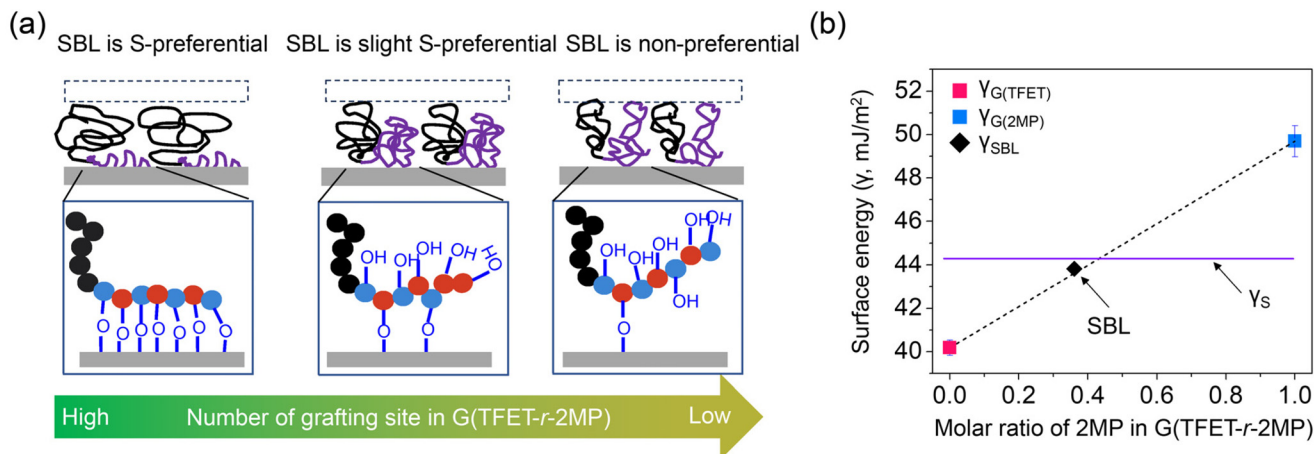 (a)
SBL is S-preferential
SBL is slight S-preferential
SBL is non-preferential
O O O O O O O
OH OH OH OH HO
O O
OH OH OH OH OH OH
O
High Number of grafting site in G(TFET-r-2MP) Low
(b)
Surface energy (γ, mJ/m²)
52
50
48
46
44
42
40
γG(TFET)
γG(2MP)
γSBL
SBL
γS
0.0 0.2 0.4 0.6 0.8 1.0
Molar ratio of 2MP in G(TFET-r-2MP)